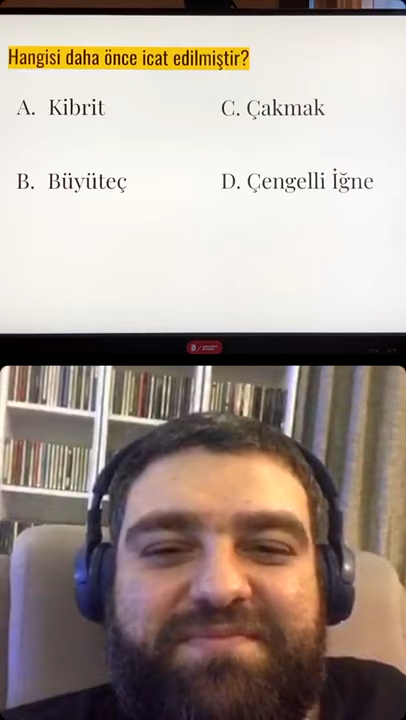 Hangisi daha önce icat edilmiştir?
A. Kibrit
C. Çakmak
B. Büyüteç
D. Çengelli İğne